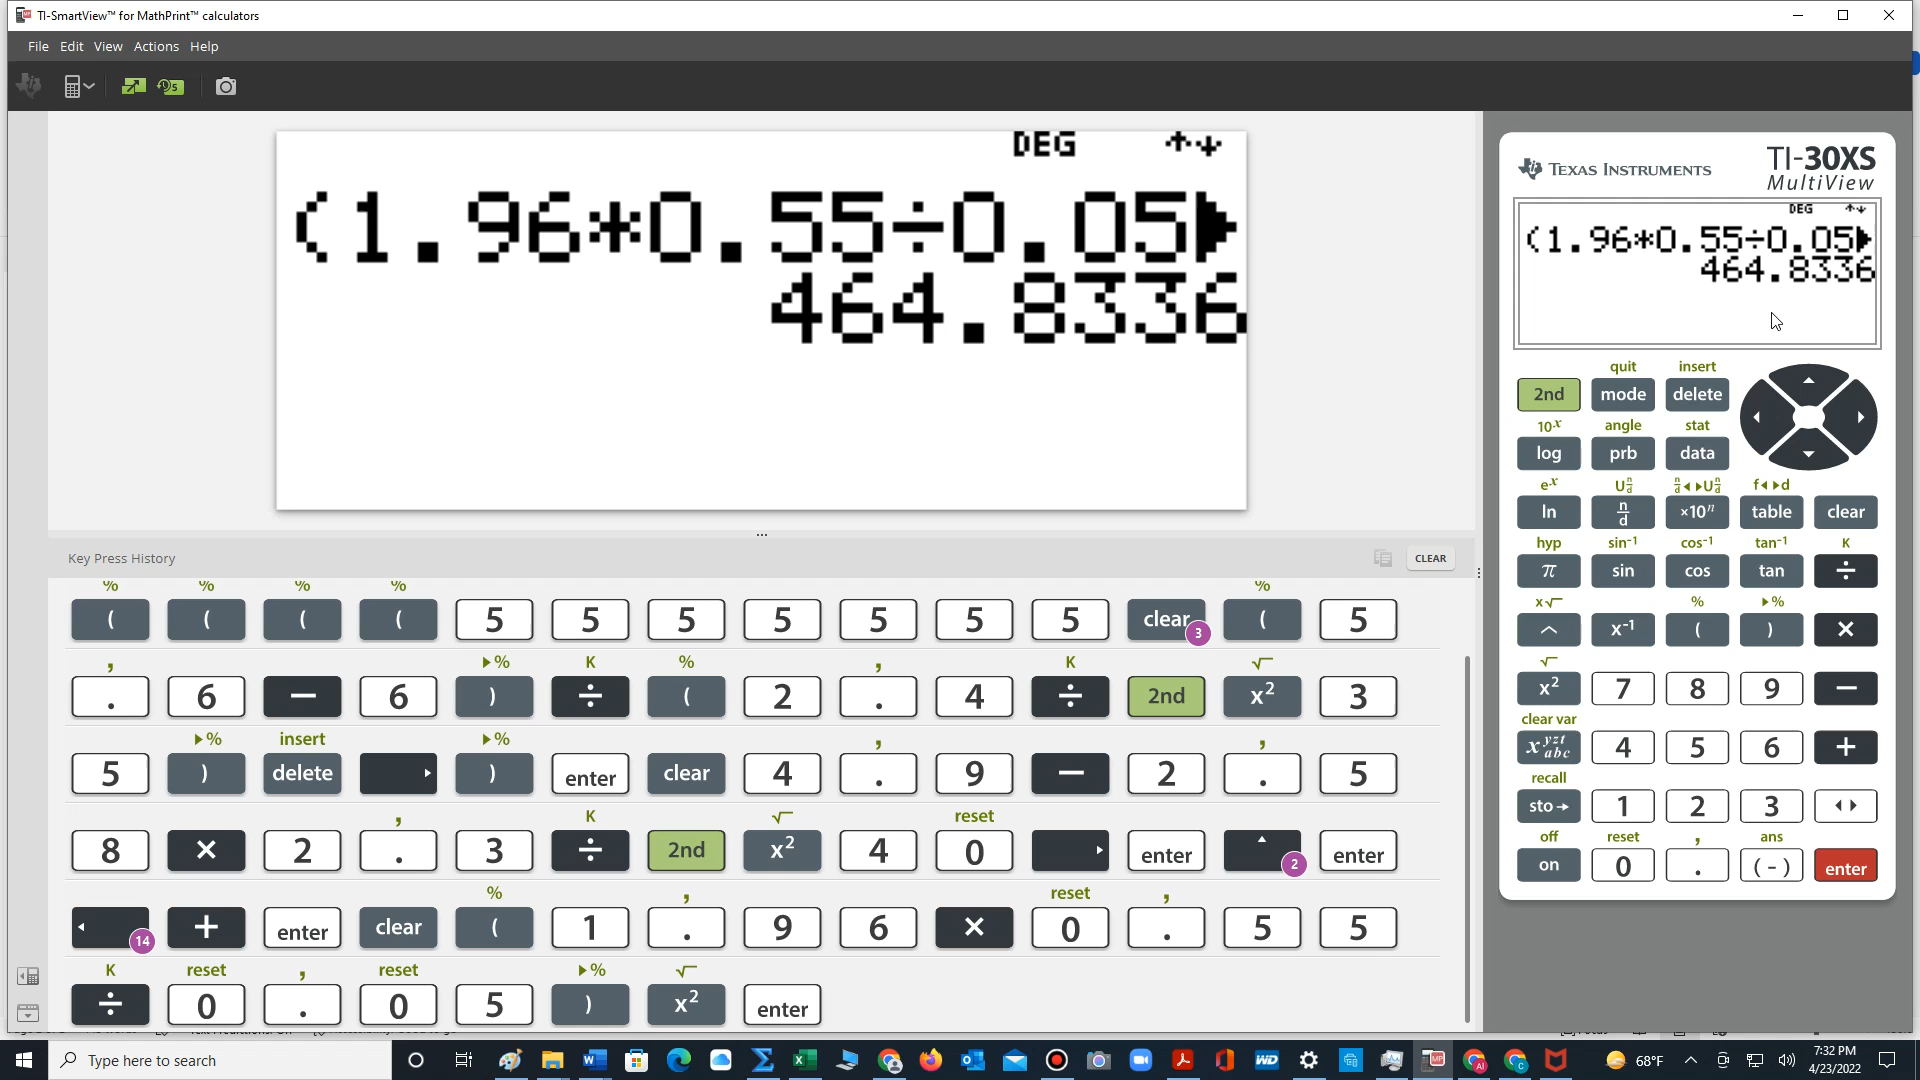 TI-SmartView™ for MathPrint™ calculators
File Edit View Actions Help
DEG
(1.96*0.55÷0.05
464.8336
Key Press History
CLEAR
% % % % %
( ( ( ( 5 5 5 5 5 5 5 clear 3 ( 5
, ▶% K % , K √
. 6 − 6 ) ÷ ( 2 . 4 ÷ 2nd x² 3
▶% insert ▶% , ,
5 ) delete ) enter clear 4 . 9 − 2 . 5
, K √ reset
8 × 2 . 3 ÷ 2nd x² 4 0 enter 2 enter
% , reset ,
14 + enter clear ( 1 . 9 6 × 0 . 5 5
K reset , reset ▶% √
÷ 0 . 0 5 ) x² enter
TEXAS INSTRUMENTS
TI-30XS
MultiView
DEG
(1.96*0.55÷0.05
464.8336
quit insert
2nd mode delete
10ˣ angle stat
log prb data
eˣ U n/d n/d◀▶U n/d f◀▶d
ln n/d ×10ⁿ table clear
hyp sin⁻¹ cos⁻¹ tan⁻¹ K
π sin cos tan ÷
x√ % ▶%
^ x⁻¹ ( ) ×
√
x² 7 8 9 −
clear var
x yzt abc 4 5 6 +
recall
sto→ 1 2 3 ◀▶
off reset , ans
on 0 . (-) enter
Type here to search
68°F
7:32 PM
4/23/2022